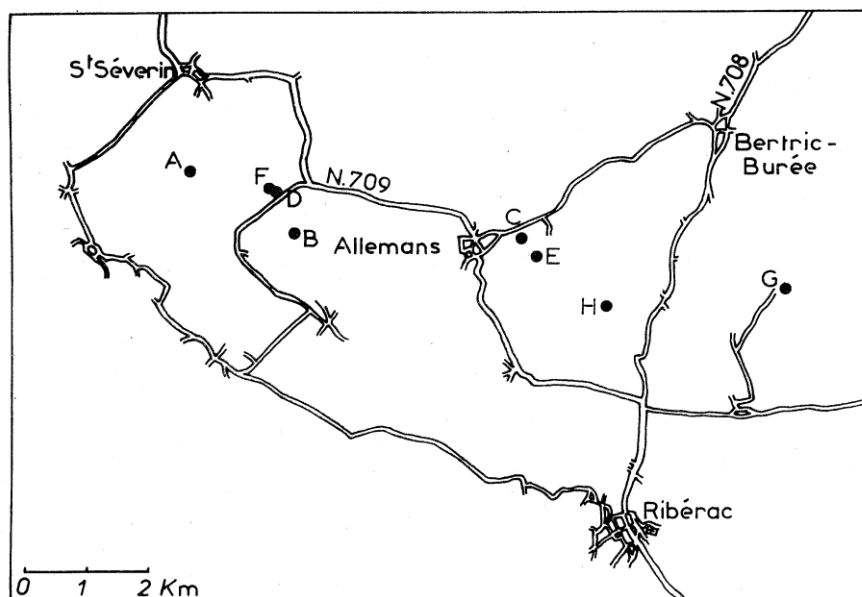 St Séverin
N.708
Bertric-
Burée
A
F
D
N.709
B
Allemans
C
E
G
H
Ribérac
0 1 2 Km